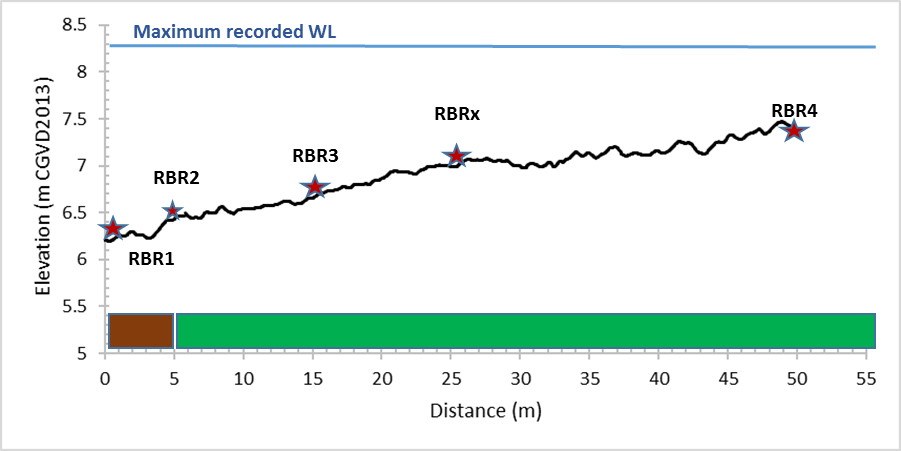 Maximum recorded WL
8.5
8
7.5
7
6.5
6
5.5
5
Elevation (m CGVD2013)
RBR1
RBR2
RBR3
RBRx
RBR4
0 5 10 15 20 25 30 35 40 45 50 55
Distance (m)